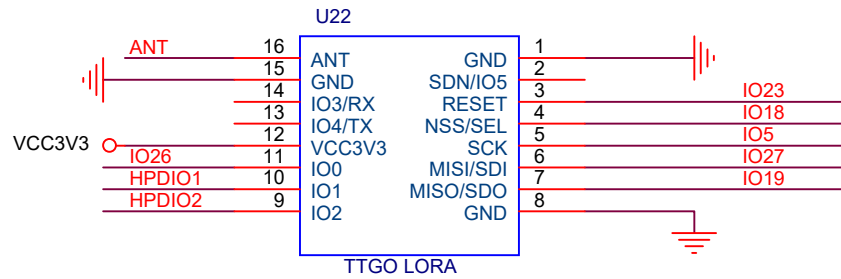 U22
ANT 16 ANT GND 1
15 GND SDN/IO5 2
14 IO3/RX RESET 3 IO23
13 IO4/TX NSS/SEL 4 IO18
VCC3V3 12 VCC3V3 SCK 5 IO5
IO26 11 IO0 MISI/SDI 6 IO27
HPDIO1 10 IO1 MISO/SDO 7 IO19
HPDIO2 9 IO2 GND 8
TTGO LORA